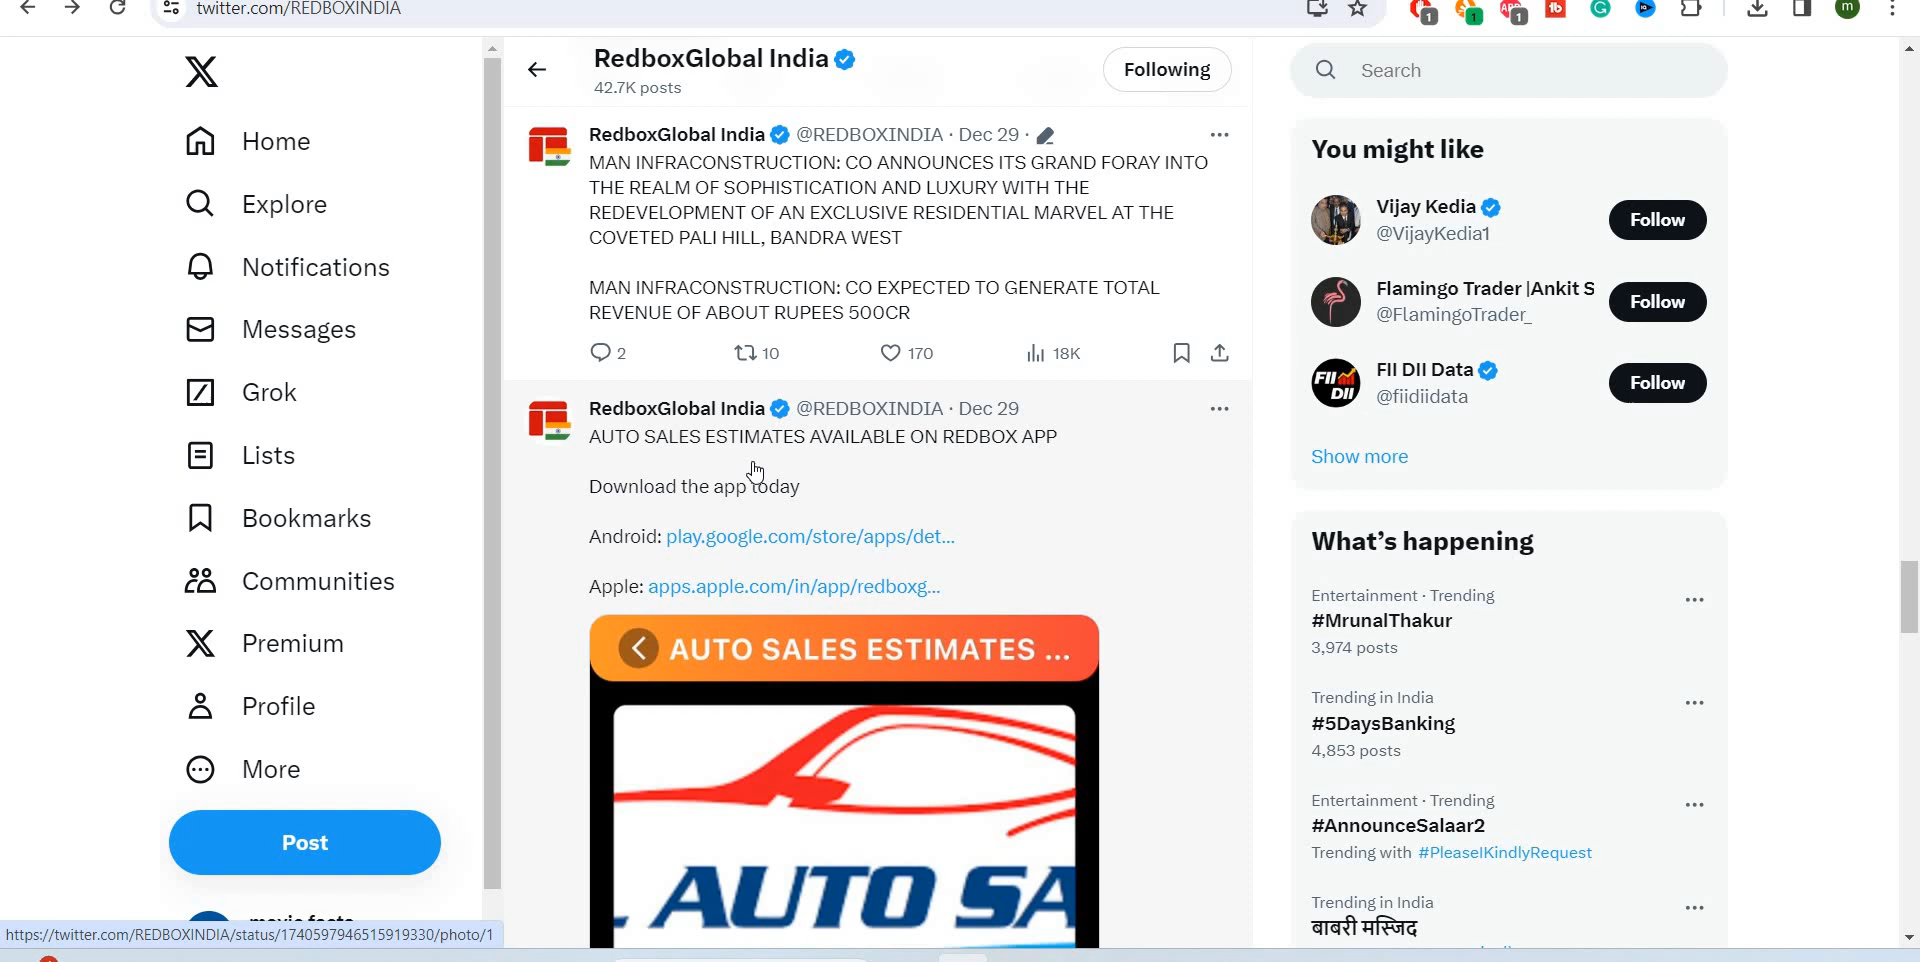 twitter.com/REDBOXINDIA
1
1
1
m
X
Home
Explore
Notifications
Messages
Grok
Lists
Bookmarks
Communities
Premium
Profile
More
Post
https://twitter.com/REDBOXINDIA/status/1740597946515919330/photo/1
RedboxGlobal India
42.7K posts
Following
RedboxGlobal India @REDBOXINDIA · Dec 29 ·
MAN INFRACONSTRUCTION: CO ANNOUNCES ITS GRAND FORAY INTO
THE REALM OF SOPHISTICATION AND LUXURY WITH THE
REDEVELOPMENT OF AN EXCLUSIVE RESIDENTIAL MARVEL AT THE
COVETED PALI HILL, BANDRA WEST
MAN INFRACONSTRUCTION: CO EXPECTED TO GENERATE TOTAL
REVENUE OF ABOUT RUPEES 500CR
2 10 170 18K
RedboxGlobal India @REDBOXINDIA · Dec 29
AUTO SALES ESTIMATES AVAILABLE ON REDBOX APP
Download the app today
Android: play.google.com/store/apps/det...
Apple: apps.apple.com/in/app/redboxg...
AUTO SALES ESTIMATES ...
AUTO SA
Search
You might like
Vijay Kedia
@VijayKedia1
Follow
Flamingo Trader |Ankit S
@FlamingoTrader_
Follow
FII DII
FII DII Data
@fiidiidata
Follow
Show more
What's happening
Entertainment · Trending
#MrunalThakur
3,974 posts
Trending in India
#5DaysBanking
4,853 posts
Entertainment · Trending
#AnnounceSalaar2
Trending with #PleaseIKindlyRequest
Trending in India
बाबरी मस्जिद